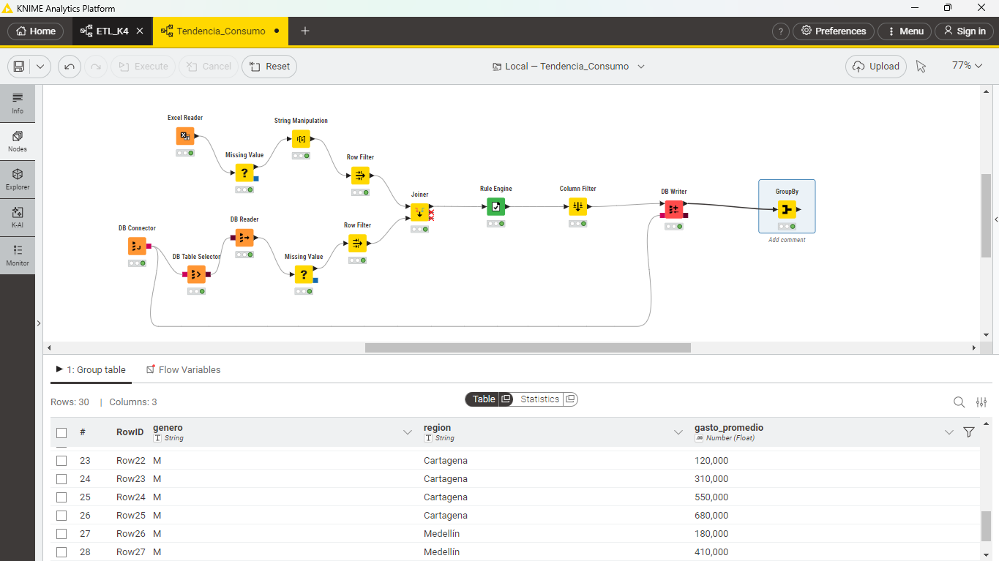 KNIME Analytics Platform
Home
ETL_K4
Tendencia_Consumo
? Preferences Menu Sign in
Execute Cancel Reset
Local — Tendencia_Consumo
Upload 77%
Info
Nodes
Explorer
K-AI
Monitor
Excel Reader
String Manipulation
Missing Value
Row Filter
Joiner
Rule Engine
Column Filter
DB Writer
GroupBy
Add comment
DB Connector
DB Reader
DB Table Selector
Missing Value
Row Filter
1: Group table Flow Variables
Rows: 30 | Columns: 3
Table Statistics
# RowID genero region gasto_promedio
String String Number (Float)
23 Row22 M Cartagena 120,000
24 Row23 M Cartagena 310,000
25 Row24 M Cartagena 550,000
26 Row25 M Cartagena 680,000
27 Row26 M Medellín 180,000
28 Row27 M Medellín 410,000